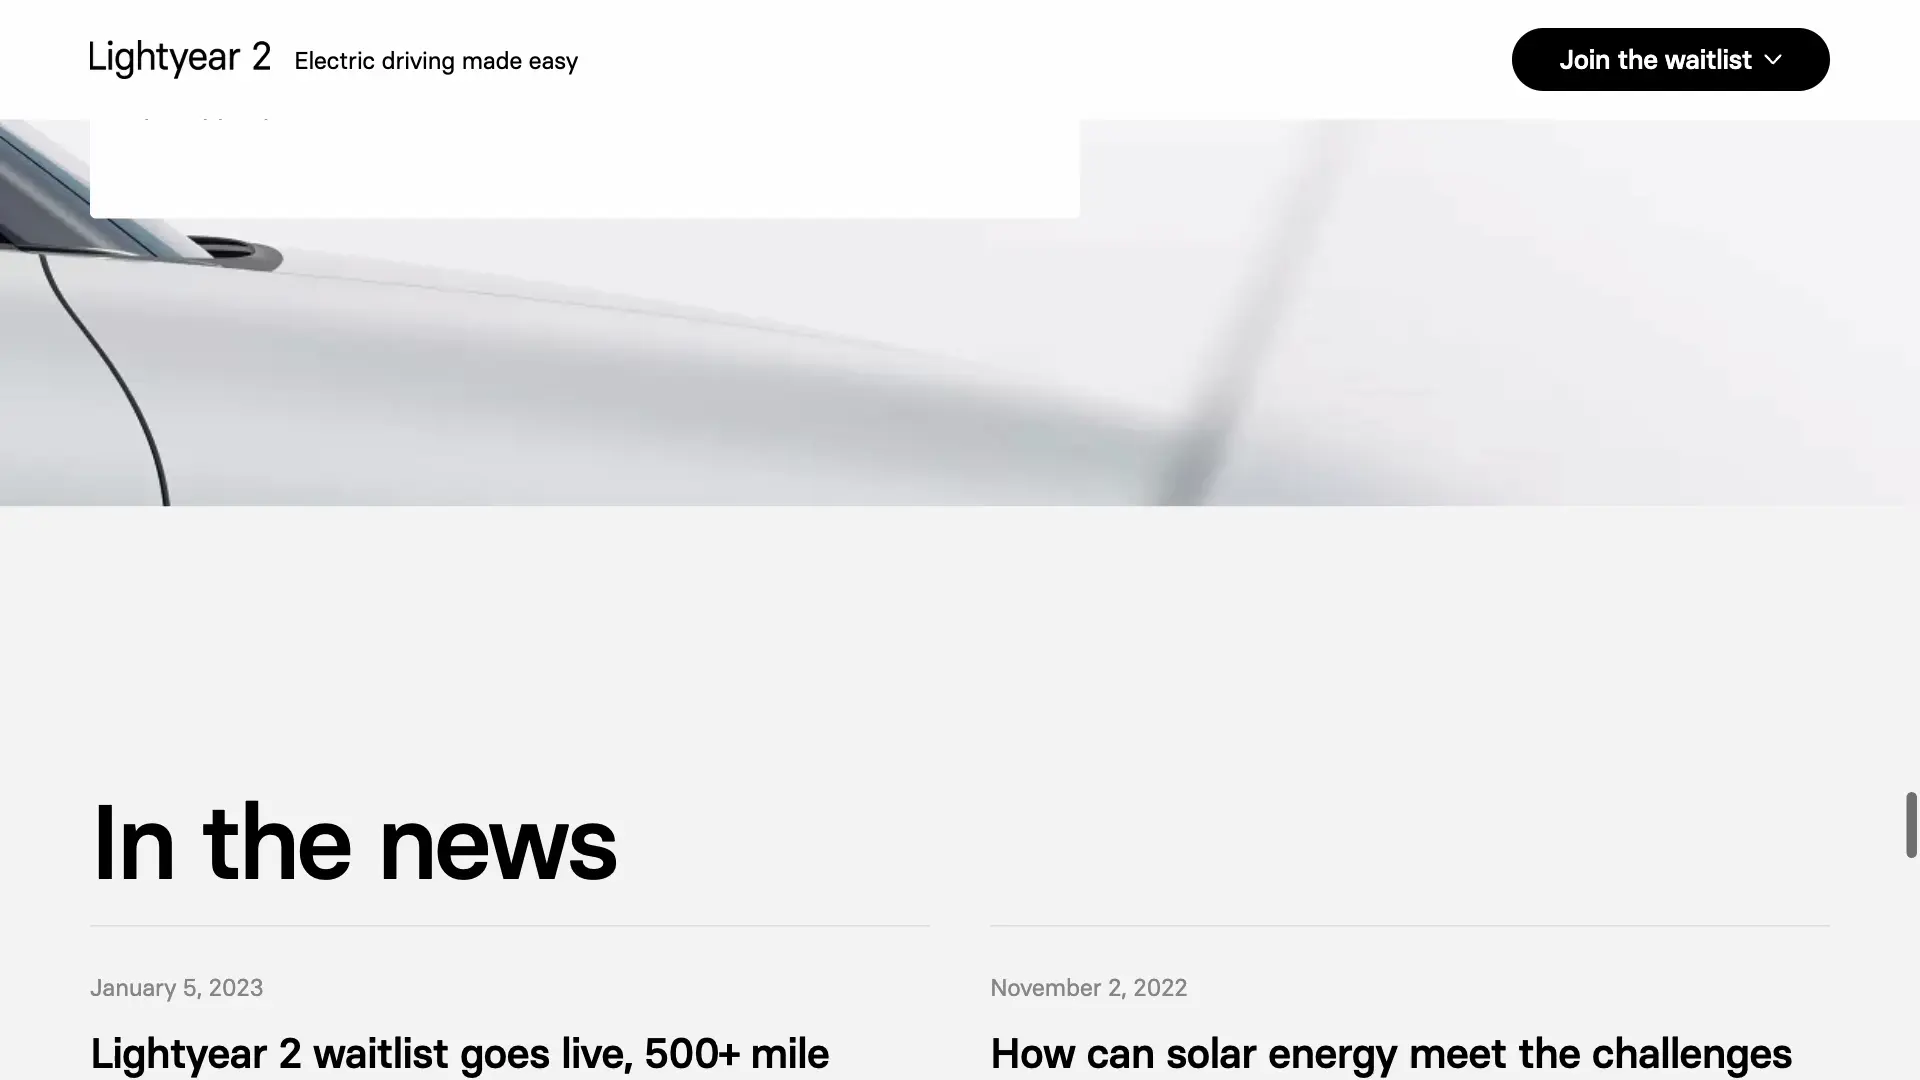 Lightyear 2 Electric driving made easy
Join the waitlist
In the news
January 5, 2023
Lightyear 2 waitlist goes live, 500+ mile
November 2, 2022
How can solar energy meet the challenges